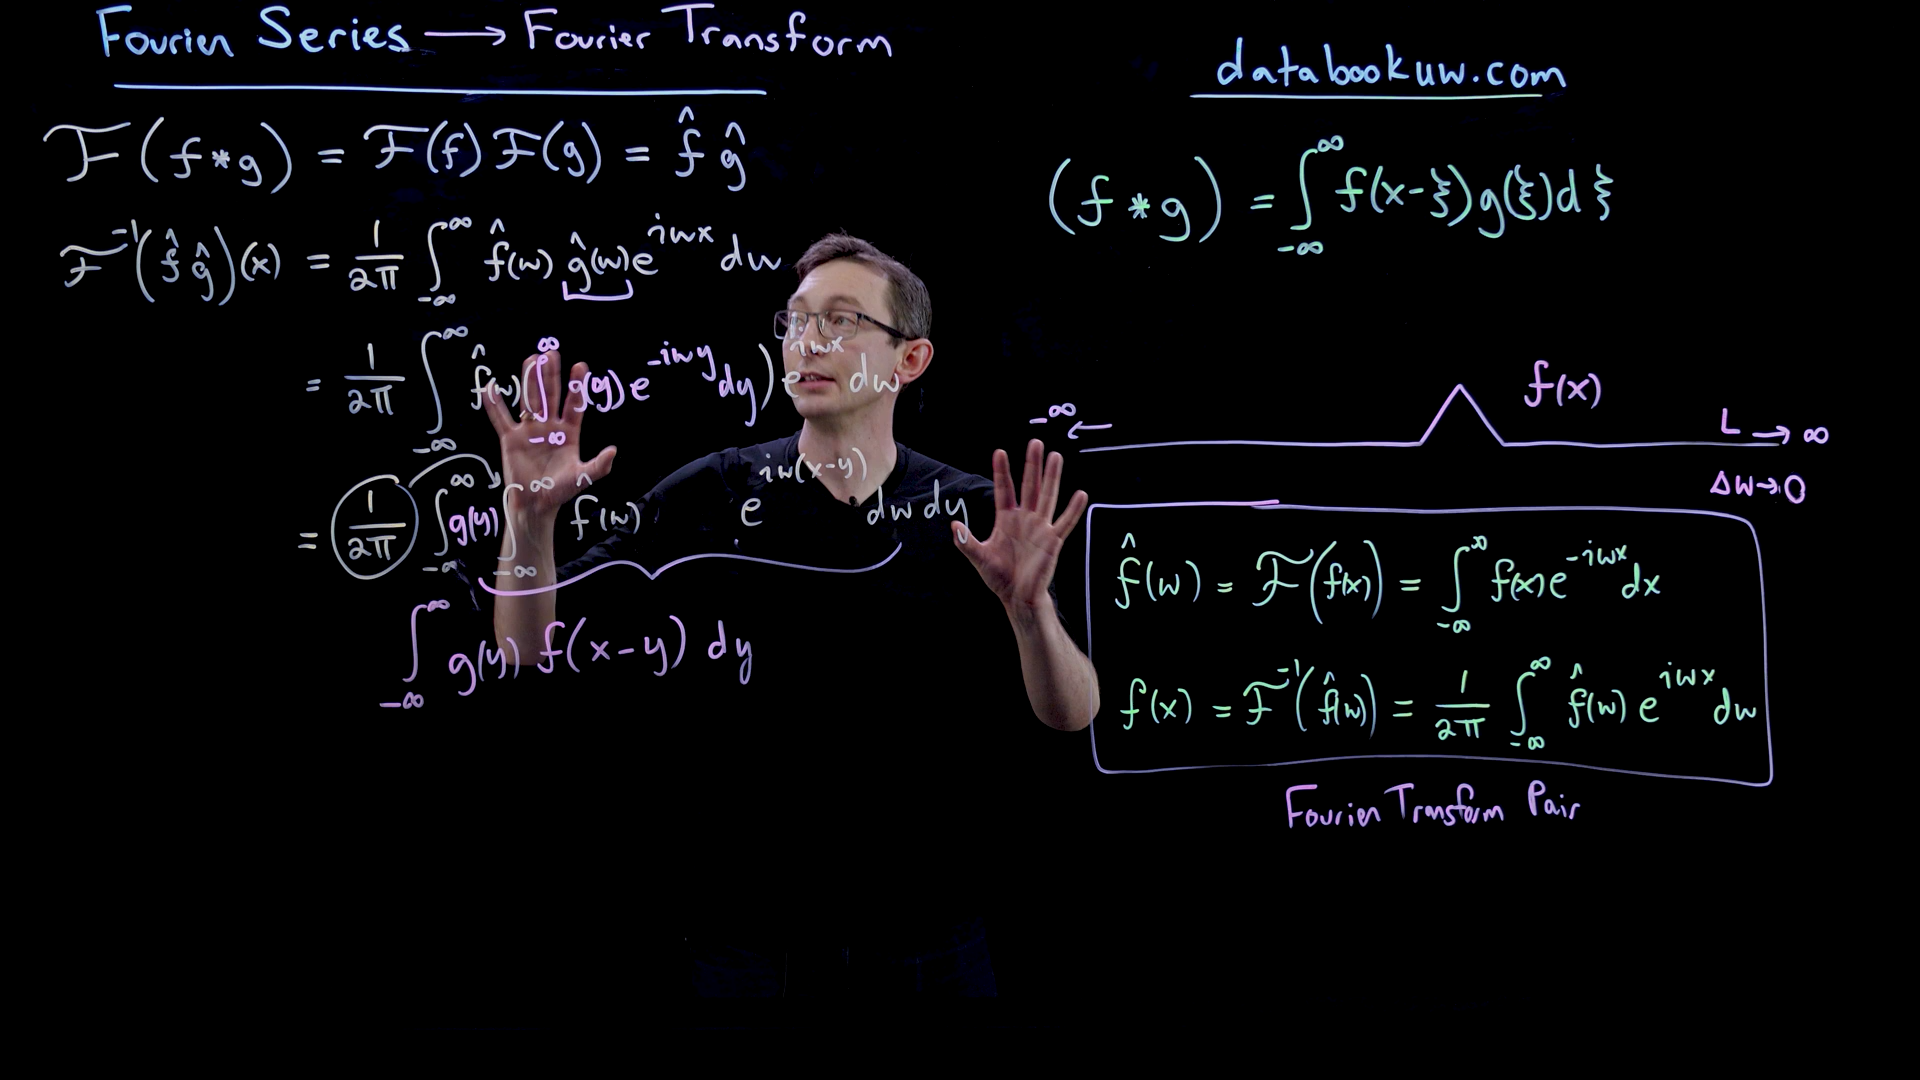 Fourier Series → Fourier Transform
F(f*g) = F(f) F(g) = f̂ ĝ
F⁻¹(f̂ ĝ)(x) = 1/2π ∫_{-∞}^{∞} f̂(w) ĝ(w) e^{iwx} dw
= 1/2π ∫_{-∞}^{∞} f̂(w) (∫_{-∞}^{∞} g(y) e^{-iwy} dy) e^{iwx} dw
= 1/2π ∫_{-∞}^{∞} g(y) ∫_{-∞}^{∞} f̂(w) e^{iw(x-y)} dw dy
∫_{-∞}^{∞} g(y) f(x-y) dy
databookuw.com
(f*g) = ∫_{-∞}^{∞} f(x-ξ) g(ξ) dξ
f(x)
-∞ ←
L → ∞
Δw→0
f̂(w) = F(f(x)) = ∫_{-∞}^{∞} f(x) e^{-iwx} dx
f(x) = F⁻¹(f̂(w)) = 1/2π ∫_{-∞}^{∞} f̂(w) e^{iwx} dw
Fourier Transform Pair